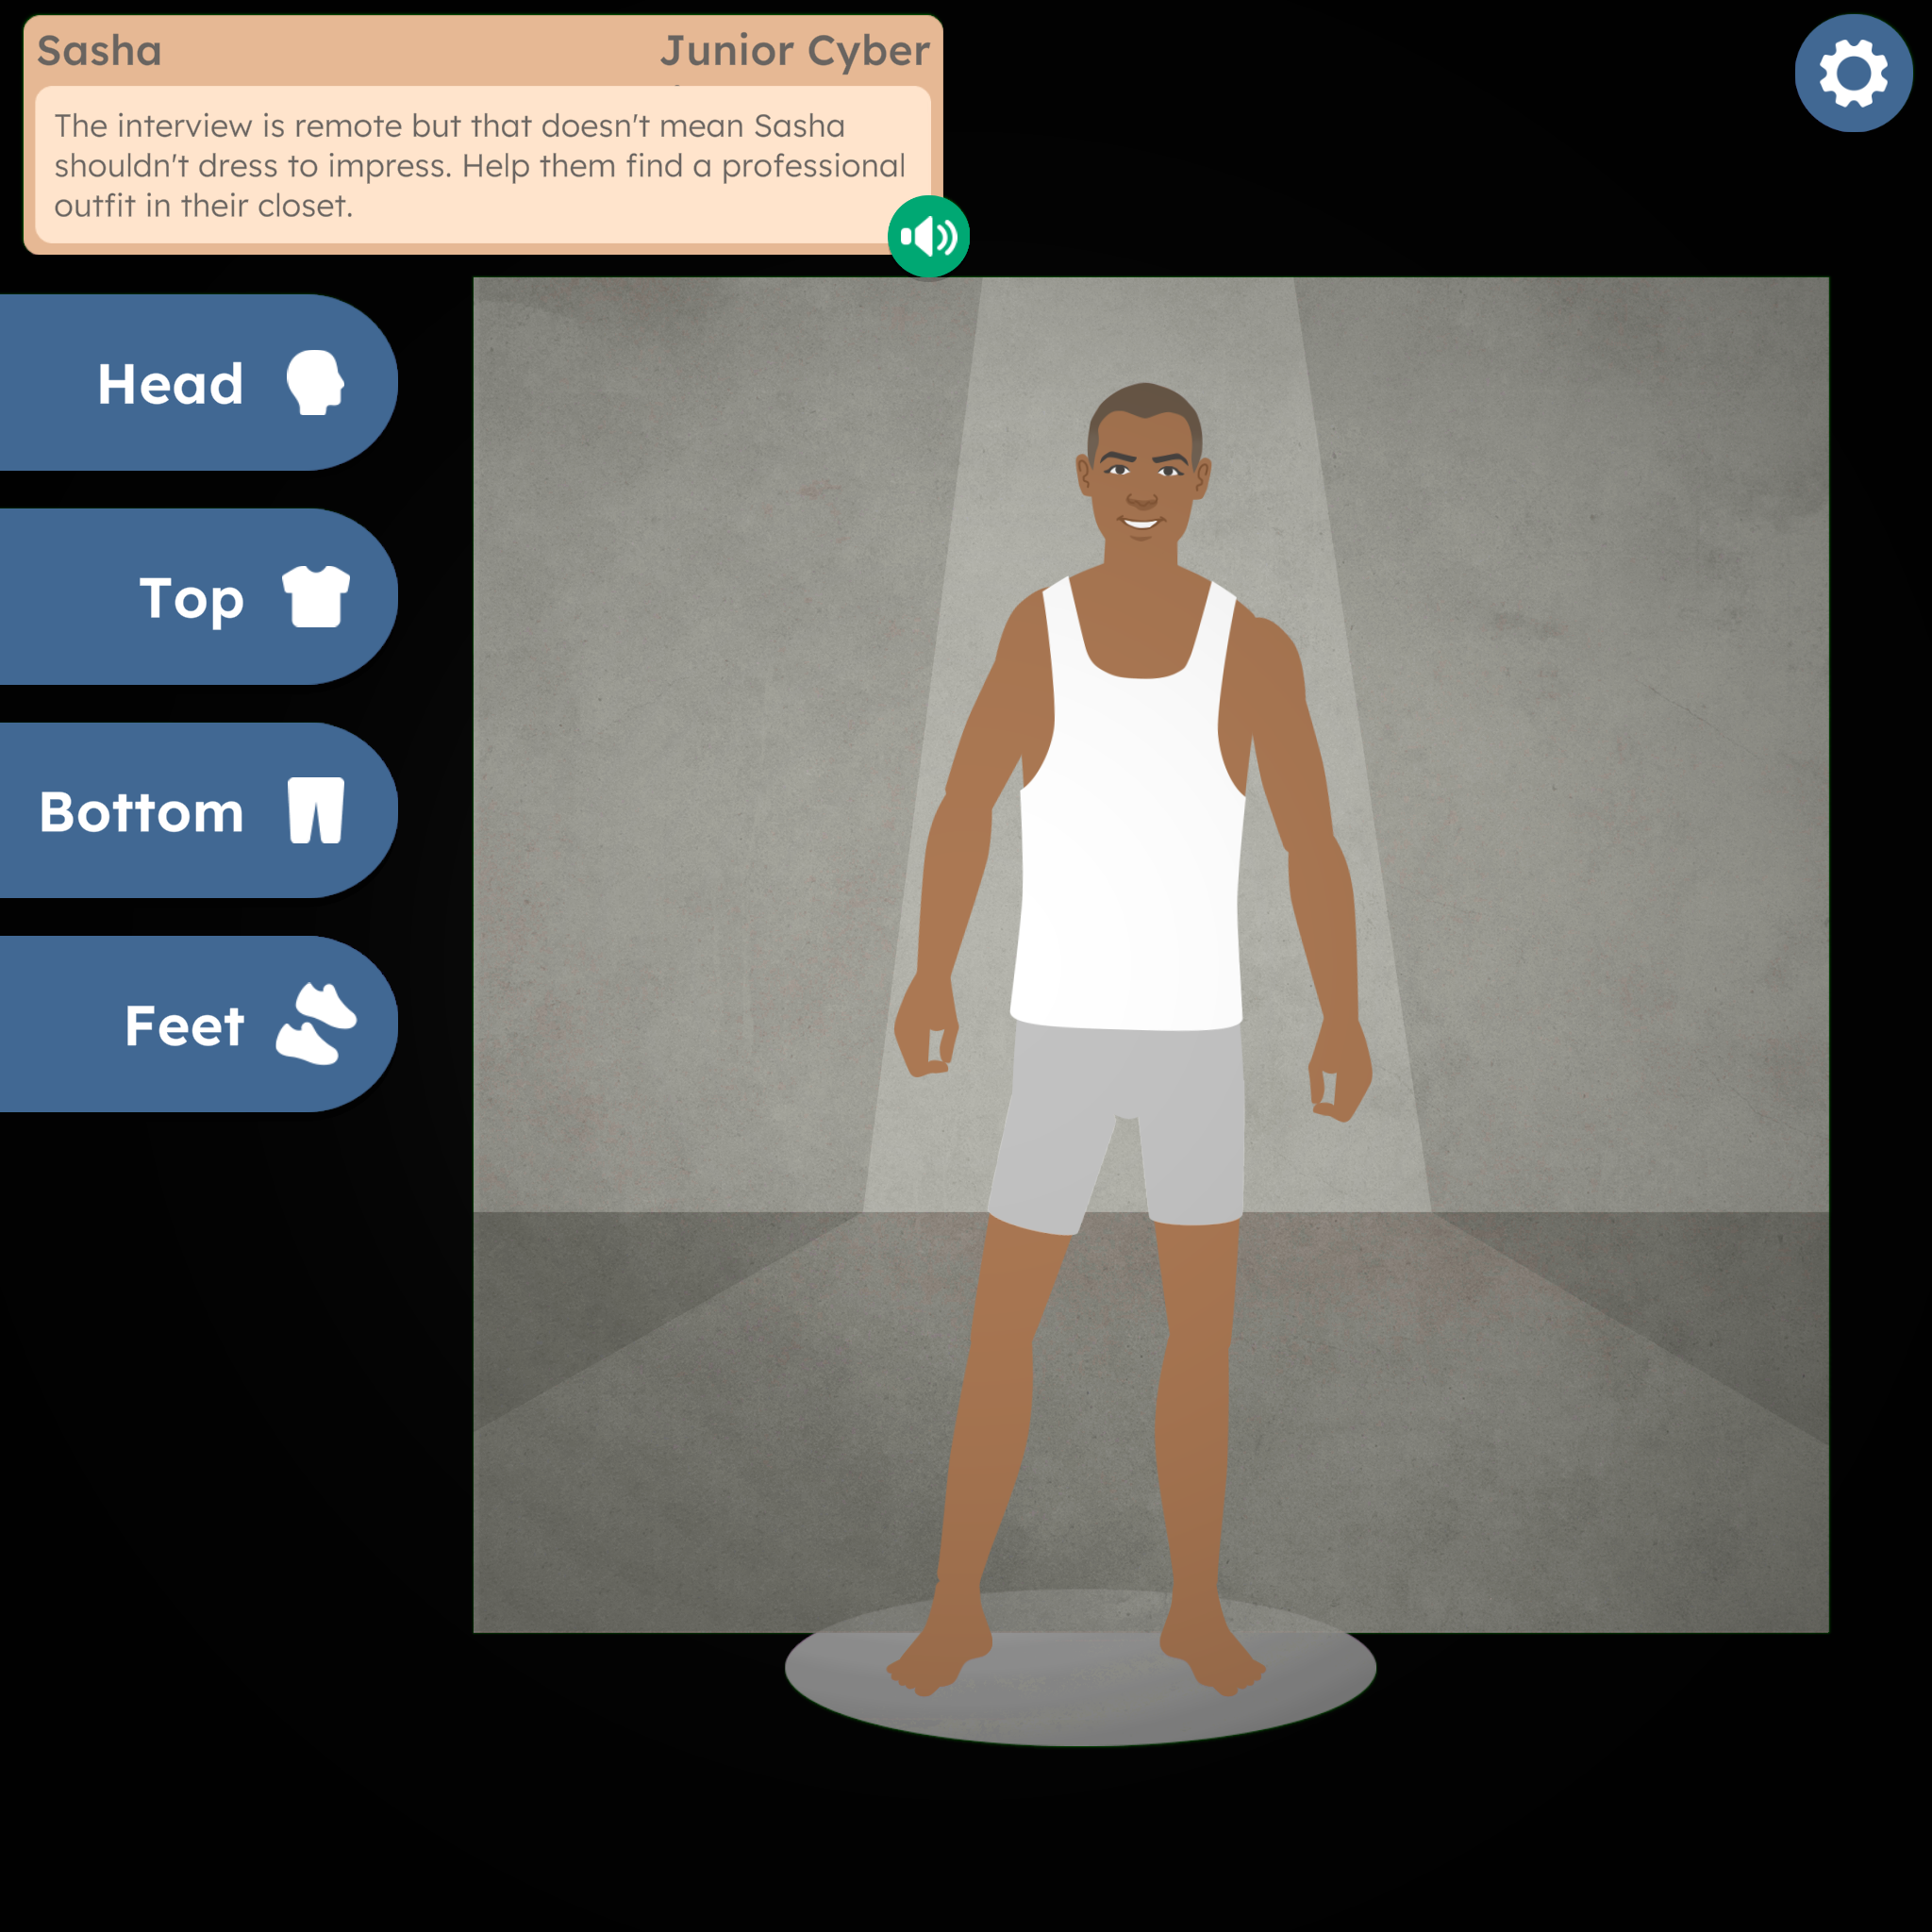 Sasha
Junior Cyber
The interview is remote but that doesn't mean Sasha
shouldn't dress to impress. Help them find a professional
outfit in their closet.
Head
Top
Bottom
Feet